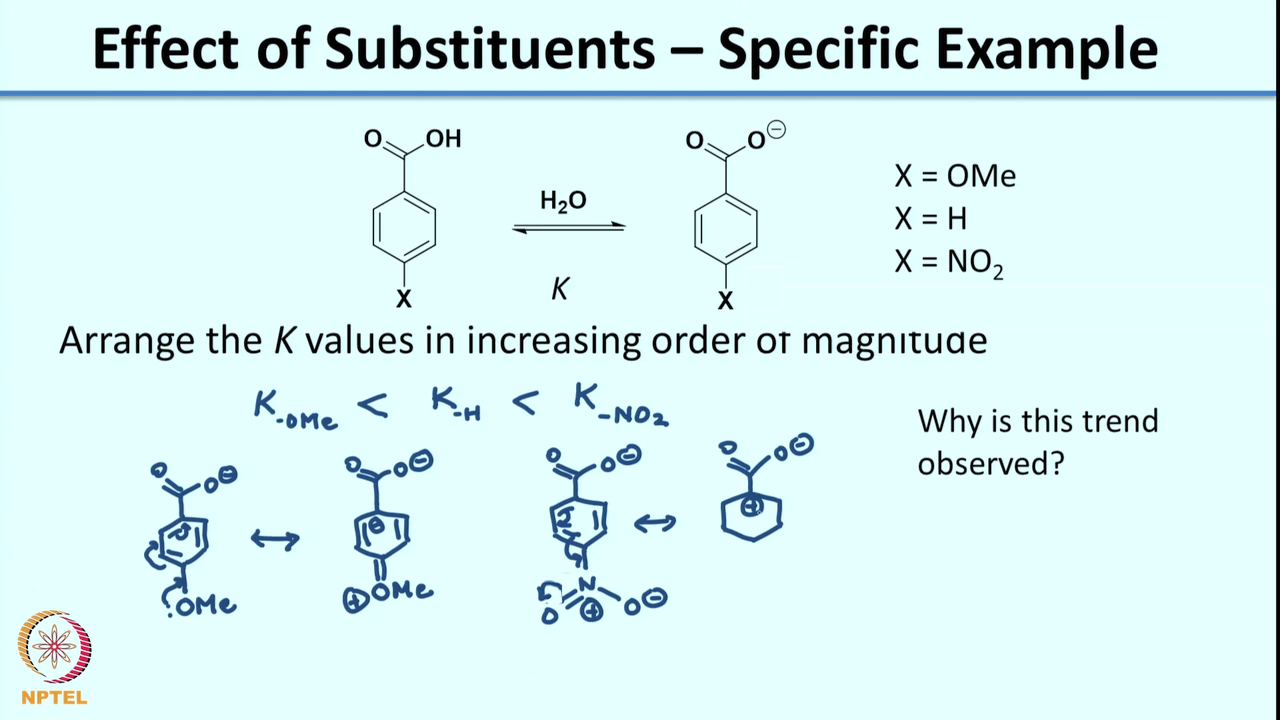 Effect of Substituents – Specific Example
O OH
O O⊖
X = OMe
H₂O
X = H
X = NO₂
K
X
X
Arrange the K values in increasing order of magnitude
K-OMe < K-H < K-NO₂
Why is this trend
observed?
O O⊖
O O⊖
O O⊖
O O⊖
⊖
⊕
:OMe
⊕OMe
N
O ⊕ O⊖
NPTEL